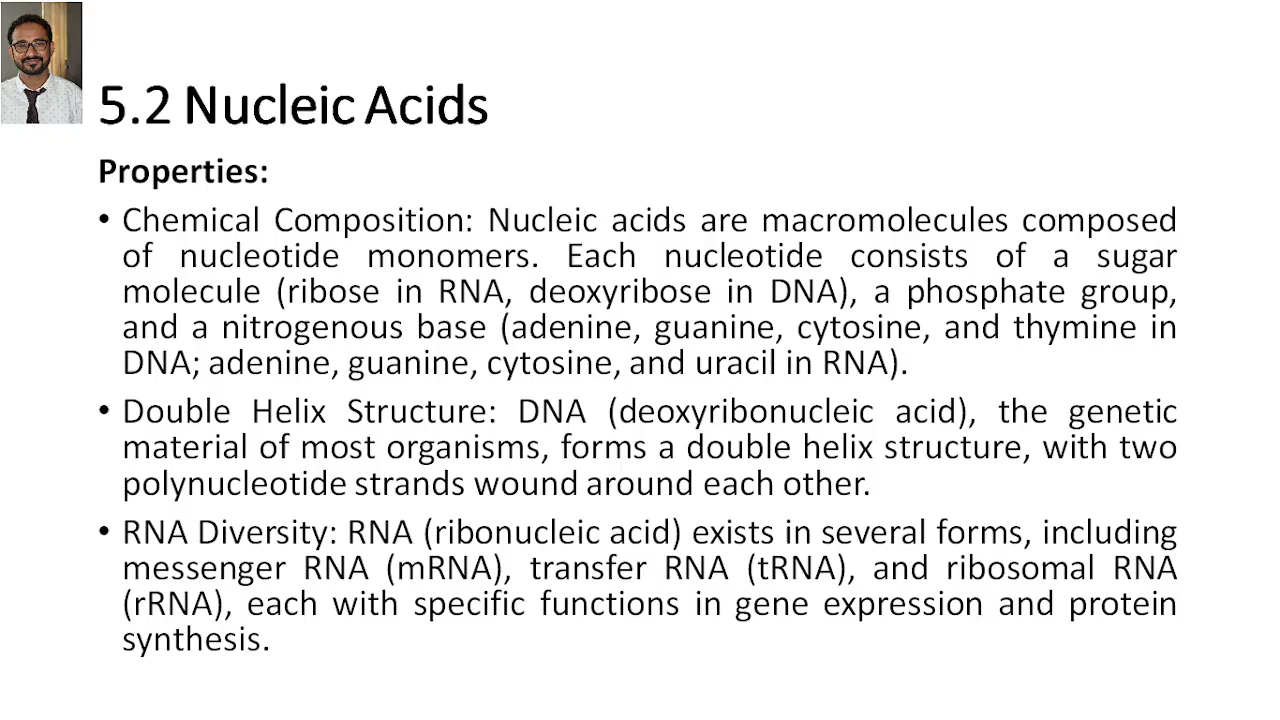 5.2 Nucleic Acids
Properties:
• Chemical Composition: Nucleic acids are macromolecules composed
of nucleotide monomers. Each nucleotide consists of a sugar
molecule (ribose in RNA, deoxyribose in DNA), a phosphate group,
and a nitrogenous base (adenine, guanine, cytosine, and thymine in
DNA; adenine, guanine, cytosine, and uracil in RNA).
• Double Helix Structure: DNA (deoxyribonucleic acid), the genetic
material of most organisms, forms a double helix structure, with two
polynucleotide strands wound around each other.
• RNA Diversity: RNA (ribonucleic acid) exists in several forms, including
messenger RNA (mRNA), transfer RNA (tRNA), and ribosomal RNA
(rRNA), each with specific functions in gene expression and protein
synthesis.